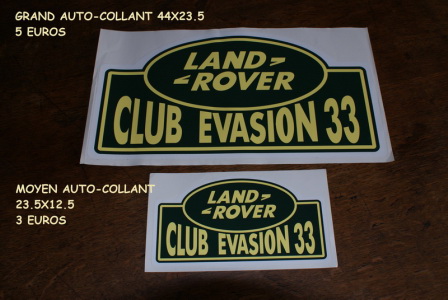 GRAND AUTO-COLLANT 44X23.5
5 EUROS
LAND
ROVER
CLUB EVASION 33
MOYEN AUTO-COLLANT
23.5X12.5
3 EUROS
LAND
ROVER
CLUB EVASION 33